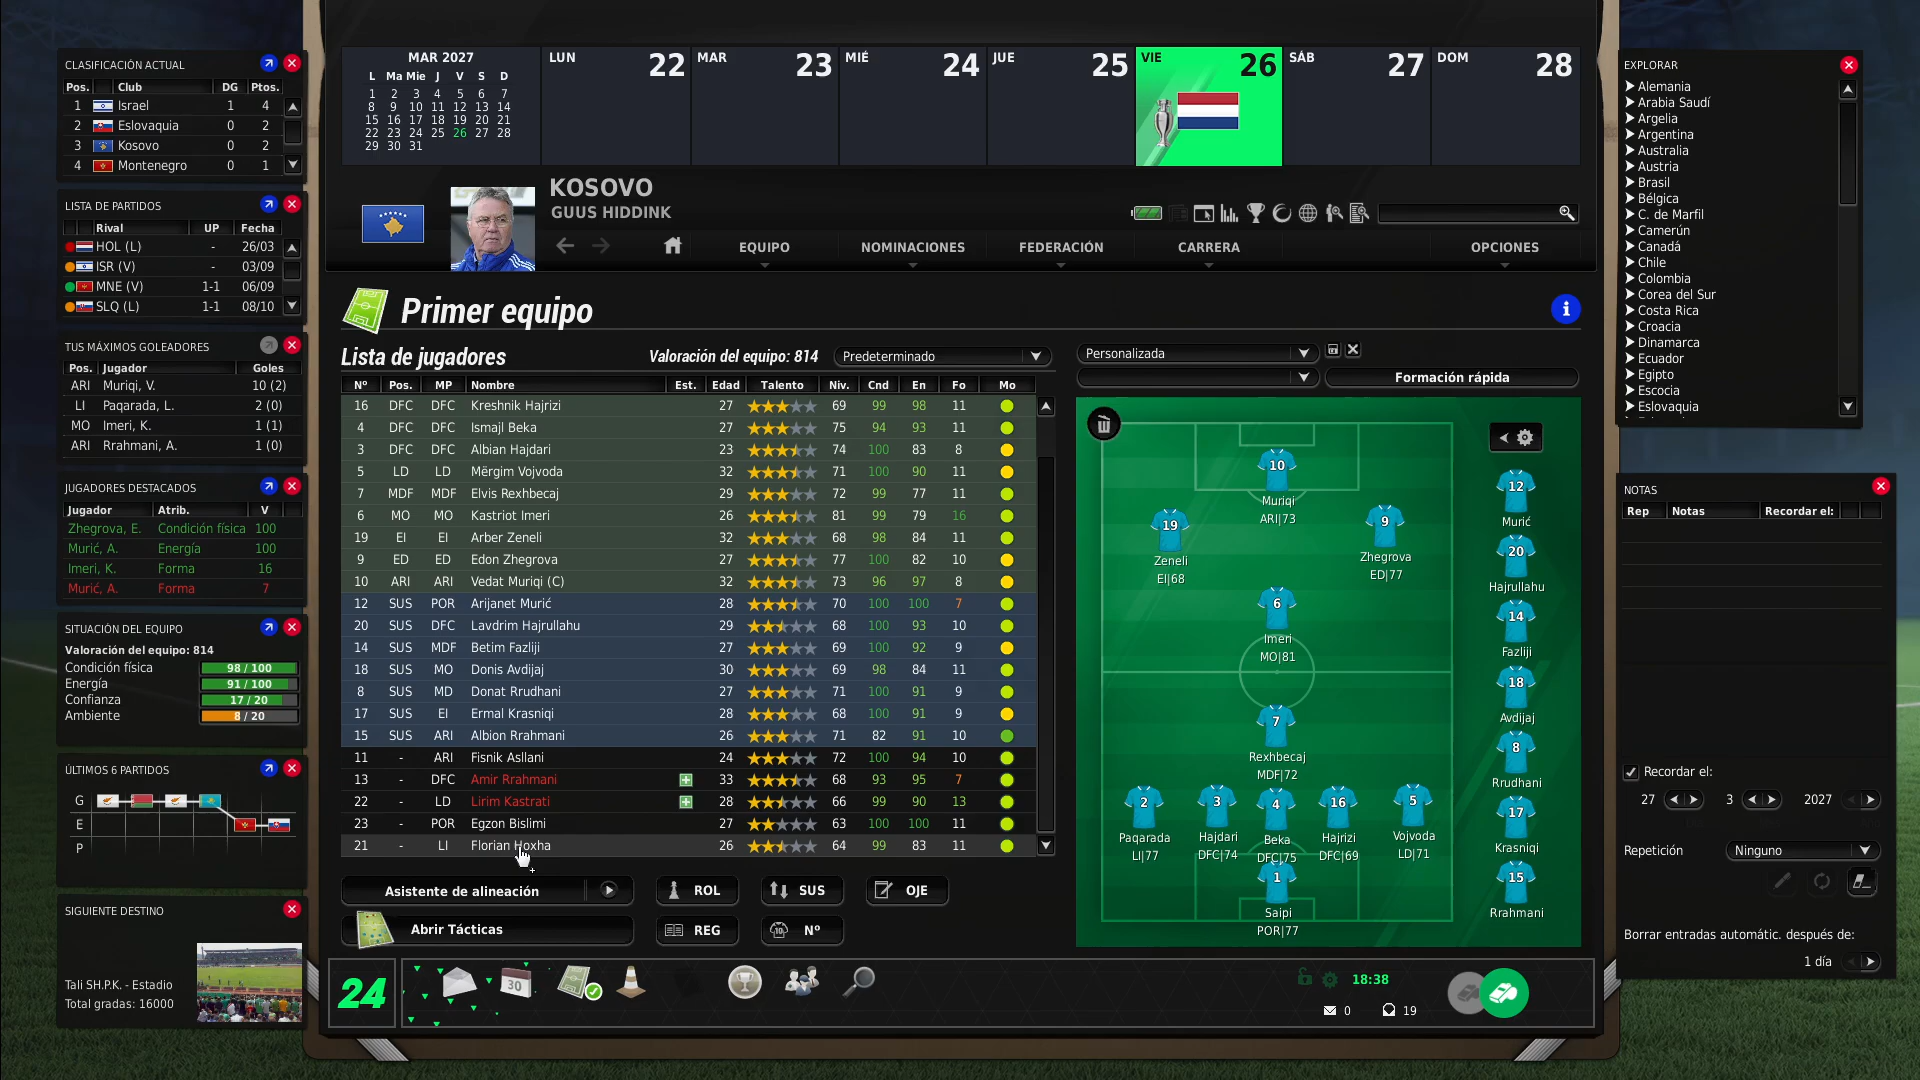 CLASIFICACIÓN ACTUAL
Pos. Club DG Ptos.
1 Israel 1 4
2 Eslovaquia 0 2
3 Kosovo 0 2
4 Montenegro 0 1
LISTA DE PARTIDOS
Rival UP Fecha
HOL (L) - 26/03
ISR (V) - 03/09
MNE (V) 1-1 06/09
SLQ (L) 1-1 08/10
TUS MÁXIMOS GOLEADORES
Pos. Jugador Goles
ARI Muriqi, V. 10 (2)
LI Paqarada, L. 2 (0)
MO Imeri, K. 1 (1)
ARI Rrahmani, A. 1 (0)
JUGADORES DESTACADOS
Jugador Atrib. V
Zhegrova, E. Condición física 100
Murić, A. Energía 100
Imeri, K. Forma 16
Murić, A. Forma 7
SITUACIÓN DEL EQUIPO
Valoración del equipo: 814
Condición física 98 / 100
Energía 91 / 100
Confianza 17 / 20
Ambiente 8 / 20
ÚLTIMOS 6 PARTIDOS
G
E
P
SIGUIENTE DESTINO
Tali SH.P.K. - Estadio
Total gradas: 16000
MAR 2027
L Ma Mie J V S D
1 2 3 4 5 6 7
8 9 10 11 12 13 14
15 16 17 18 19 20 21
22 23 24 25 26 27 28
29 30 31
LUN 22
MAR 23
MIÉ 24
JUE 25
VIE 26
SÁB 27
DOM 28
KOSOVO
GUUS HIDDINK
EQUIPO NOMINACIONES FEDERACIÓN CARRERA OPCIONES
Primer equipo
Lista de jugadores Valoración del equipo: 814 Predeterminado
Nº Pos. MP Nombre Est. Edad Talento Niv. Cnd En Fo Mo
16 DFC DFC Kreshnik Hajrizi 27 69 99 98 11
4 DFC DFC Ismajl Beka 27 75 94 93 11
3 DFC DFC Albian Hajdari 23 74 100 83 8
5 LD LD Mërgim Vojvoda 32 71 100 90 11
7 MDF MDF Elvis Rexhbecaj 29 72 99 77 11
6 MO MO Kastriot Imeri 26 81 99 79 16
19 EI EI Arber Zeneli 32 68 98 84 11
9 ED ED Edon Zhegrova 27 77 100 82 10
10 ARI ARI Vedat Muriqi (C) 32 73 96 97 8
12 SUS POR Arijanet Murić 28 70 100 100 7
20 SUS DFC Lavdrim Hajrullahu 29 68 100 93 10
14 SUS MDF Betim Fazliji 27 69 100 92 9
18 SUS MO Donis Avdijaj 30 69 98 84 11
8 SUS MD Donat Rrudhani 27 71 100 91 9
17 SUS EI Ermal Krasniqi 28 68 100 91 9
15 SUS ARI Albion Rrahmani 26 71 82 91 10
11 - ARI Fisnik Asllani 24 72 100 94 10
13 - DFC Amir Rrahmani 33 68 93 95 7
22 - LD Lirim Kastrati 28 66 99 90 13
23 - POR Egzon Bislimi 27 63 100 100 11
21 - LI Florian Hoxha 26 64 99 83 11
Asistente de alineación ROL SUS OJE
Abrir Tácticas REG Nº
Personalizada
Formación rápida
10
Muriqi
ARI|73
19
Zeneli
EI|68
9
Zhegrova
ED|77
6
Imeri
MO|81
7
Rexhbecaj
MDF|72
2
Paqarada
LI|77
3
Hajdari
DFC|74
4
Beka
DFC|75
16
Hajrizi
DFC|69
5
Vojvoda
LD|71
1
Saipi
POR|77
12
Murić
20
Hajrullahu
14
Fazliji
18
Avdijaj
8
Rrudhani
17
Krasniqi
15
Rrahmani
24
30
18:38
0 19
EXPLORAR
Alemania
Arabia Saudí
Argelia
Argentina
Australia
Austria
Brasil
Bélgica
C. de Marfil
Camerún
Canadá
Chile
Colombia
Corea del Sur
Costa Rica
Croacia
Dinamarca
Ecuador
Egipto
Escocia
Eslovaquia
NOTAS
Rep Notas Recordar el:
Recordar el:
27 3 2027
Repetición Ninguno
Borrar entradas automátic. después de:
1 día